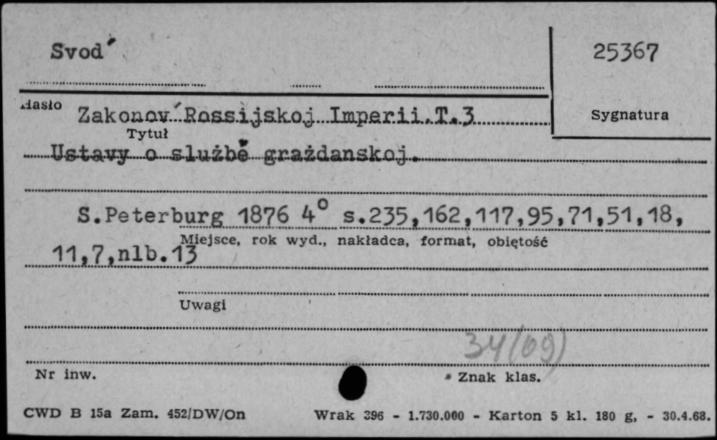 Svod´
25367
Hasło Zakonov´Rossijskoj Imperii.T.3
Sygnatura
Tytuł
Ustavy o službě graždanskoj.
S.Peterburg 1876 4° s.235,162,117,95,71,51,18,
Miejsce, rok wyd., nakładca, format, obiętość
11,7,nlb.13
Uwagi
34(09)
Nr inw.
* Znak klas.
CWD B 15a Zam. 452/DW/On Wrak 396 - 1.730.000 - Karton 5 kl. 180 g, - 30.4.68.